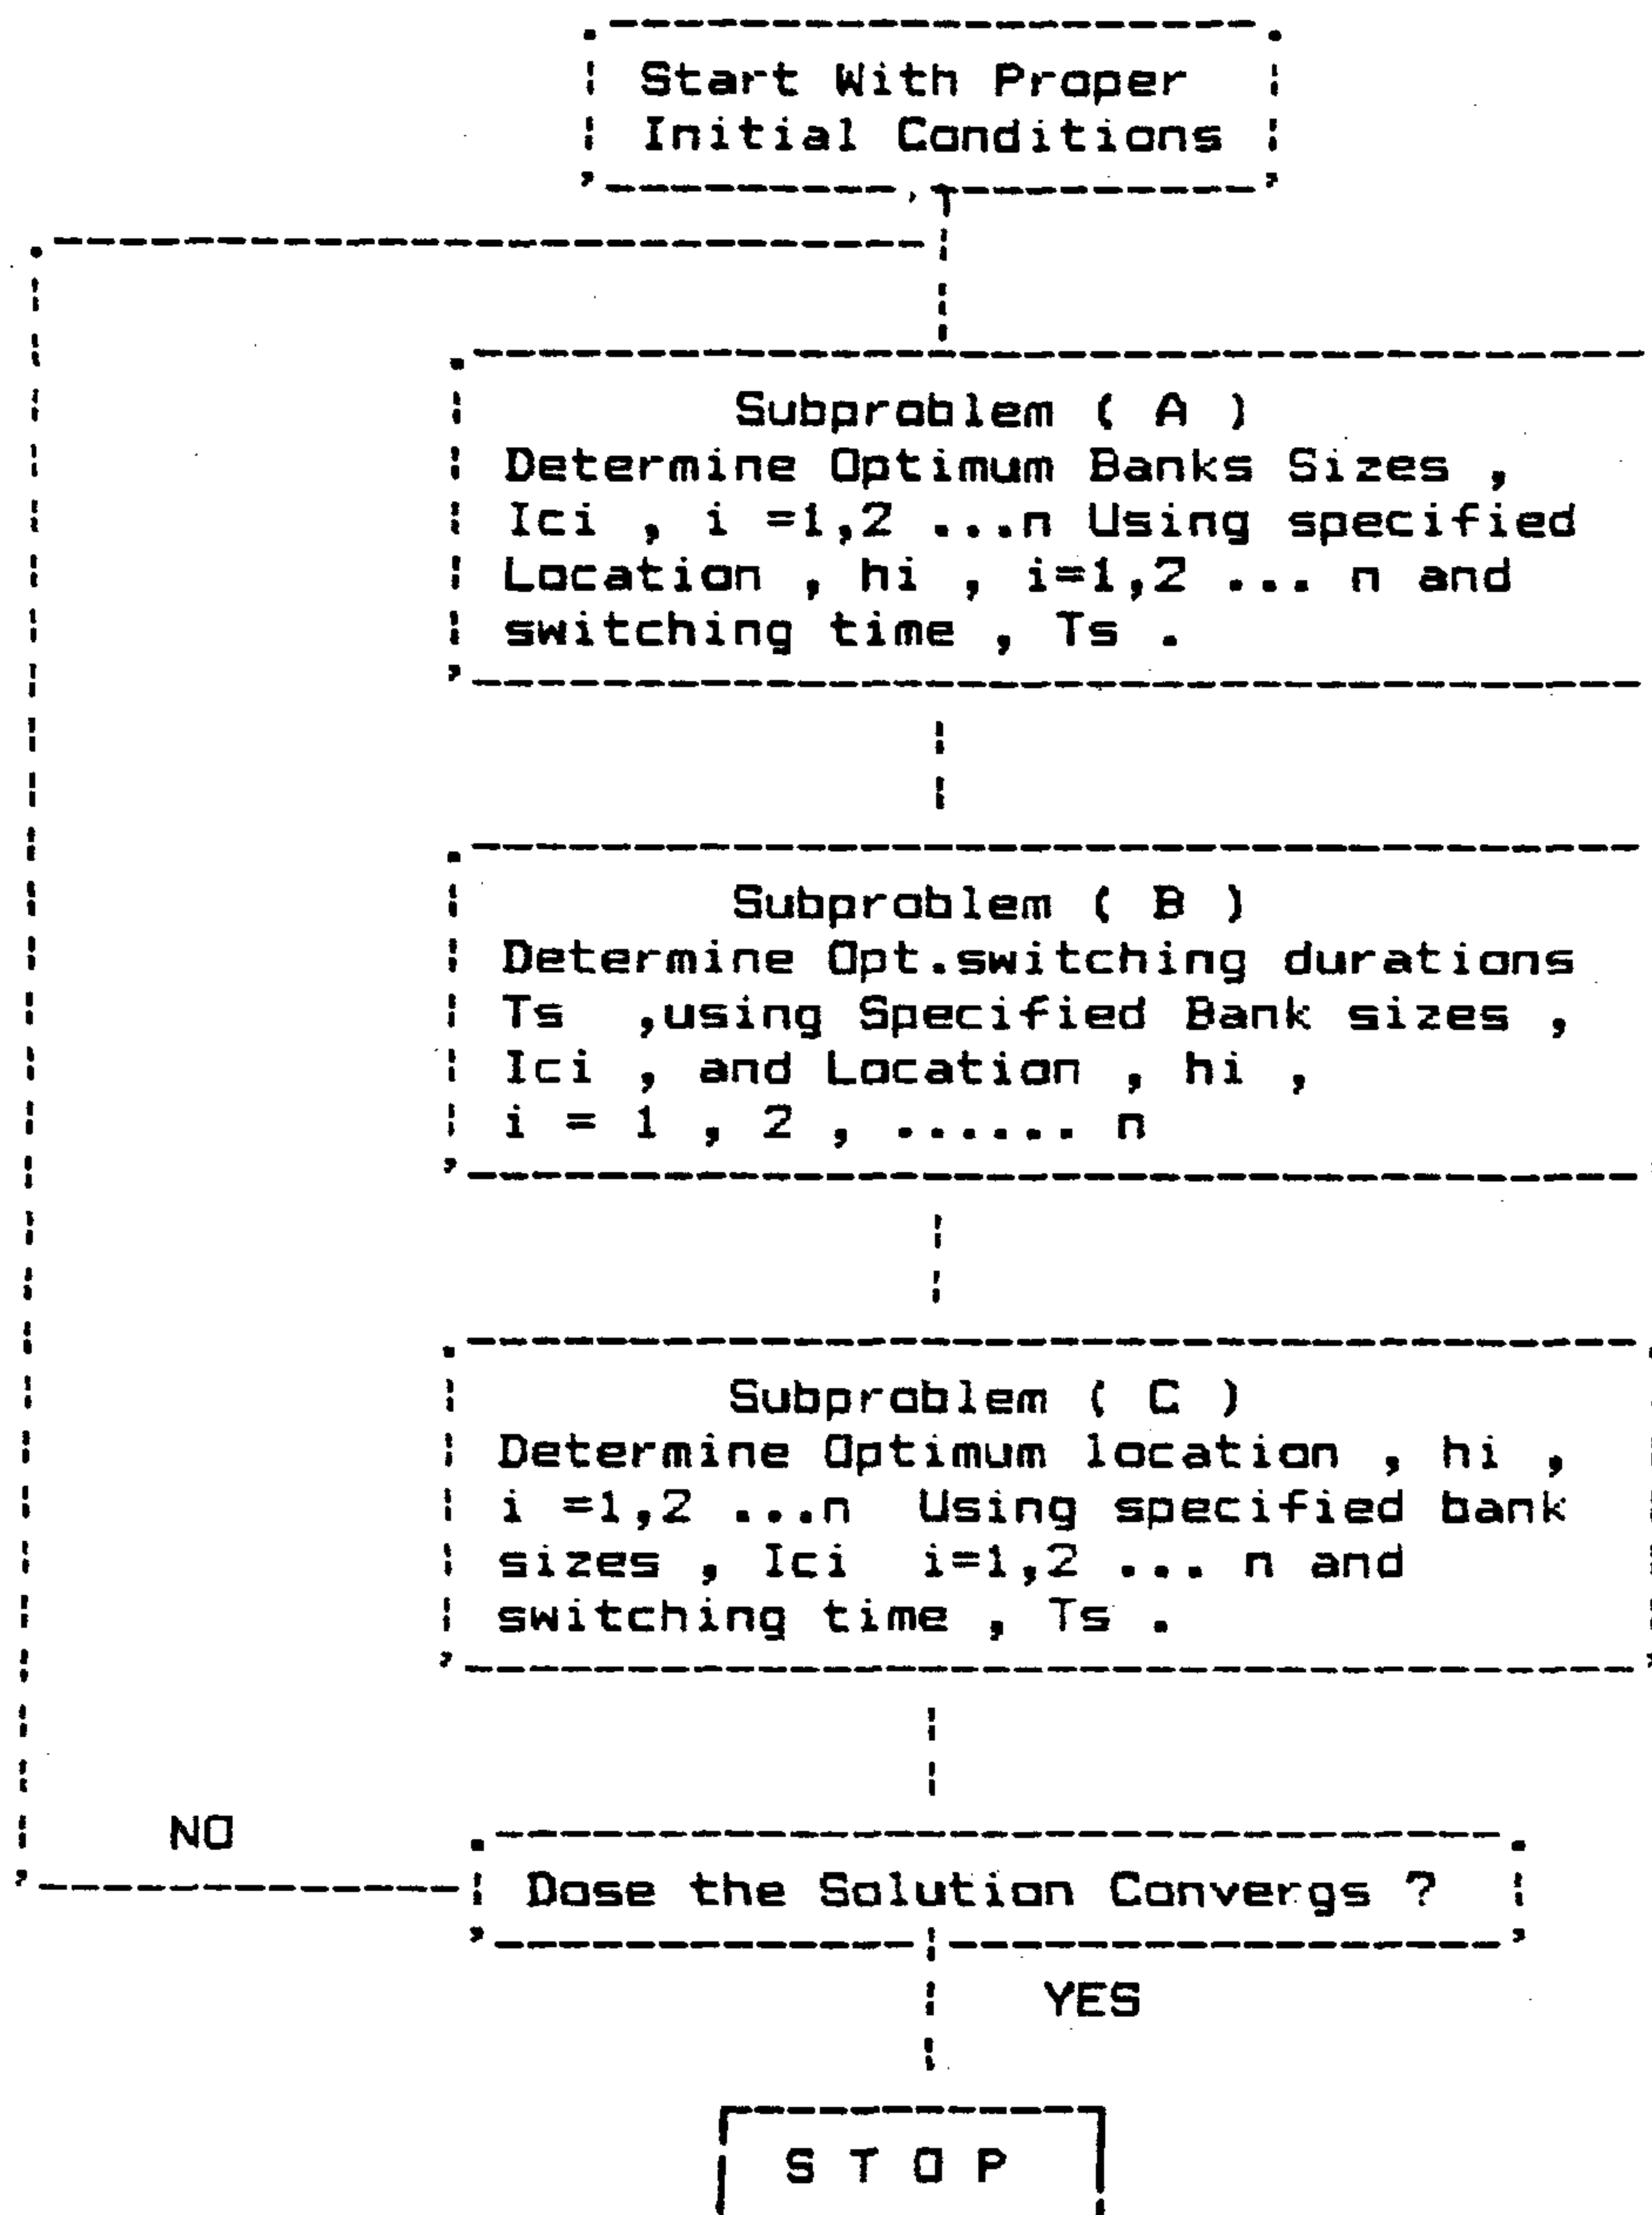 Start With Proper
Initial Conditions
Subproblem ( A )
Determine Optimum Banks Sizes ,
Ici , i =1,2 ...n Using specified
Location , hi , i=1,2 ... n and
switching time , Ts .
Subproblem ( B )
Determine Opt.switching durations
Ts ,using Specified Bank sizes ,
Ici , and Location , hi ,
i = 1 , 2 , ...... n
Subproblem ( C )
Determine Optimum location , hi ,
i =1,2 ...n Using specified bank
sizes , Ici i=1,2 ... n and
switching time , Ts .
NO
Dose the Solution Convergs ?
YES
S T O P